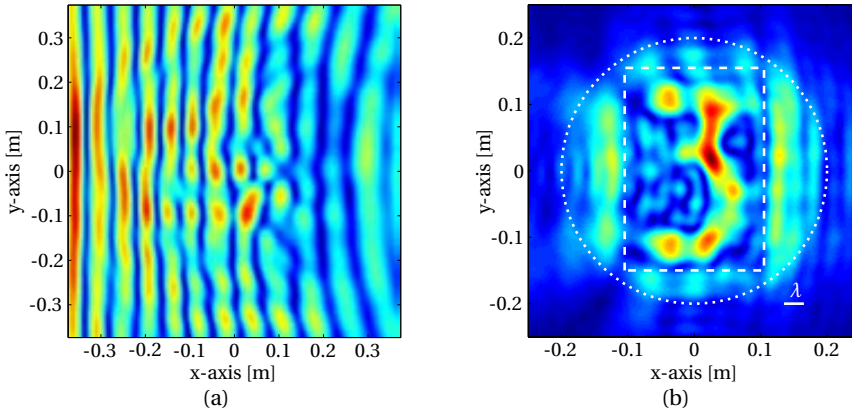 0.3
0.2
0.1
0
-0.1
-0.2
-0.3
y-axis [m]
-0.3 -0.2 -0.1 0 0.1 0.2 0.3
x-axis [m]
(a)
0.2
0.1
0
-0.1
-0.2
y-axis [m]
λ
-0.2 -0.1 0 0.1 0.2
x-axis [m]
(b)